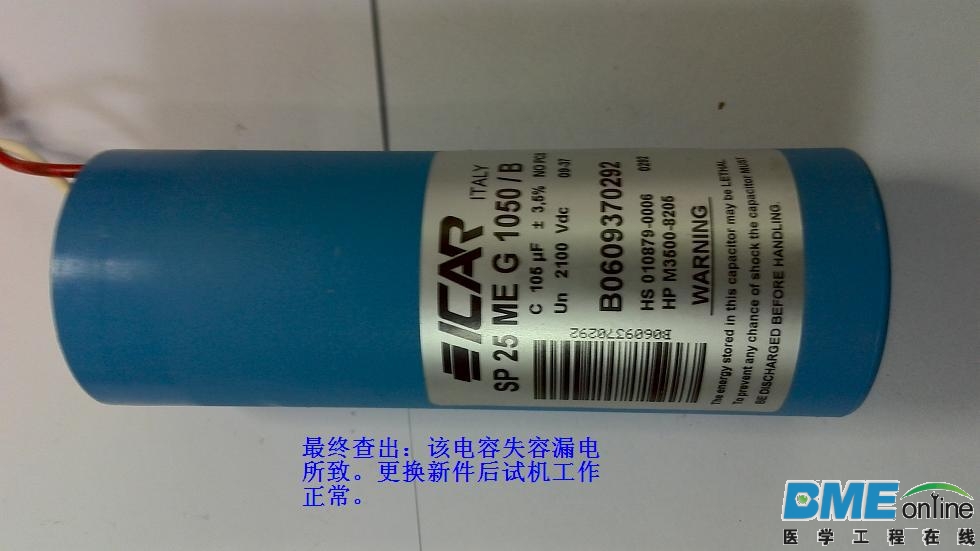 ICAR
ITALY
SP 25 ME G 1050 / B
C 105 µF ± 3,5% NO PCB
Un 2100 Vdc 09-37
B0609370292 0292
HS 010879-0006
HP M3500-8205
WARNING
The energy stored in this capacitor may be LETHAL
To prevent any chance of shock the capacitor MUST
BE DISCHARGED BEFORE HANDLING.
B0609370292
最终查出：该电容失容漏电
所致。更换新件后试机工作
正常。
BME online
医学工程在线